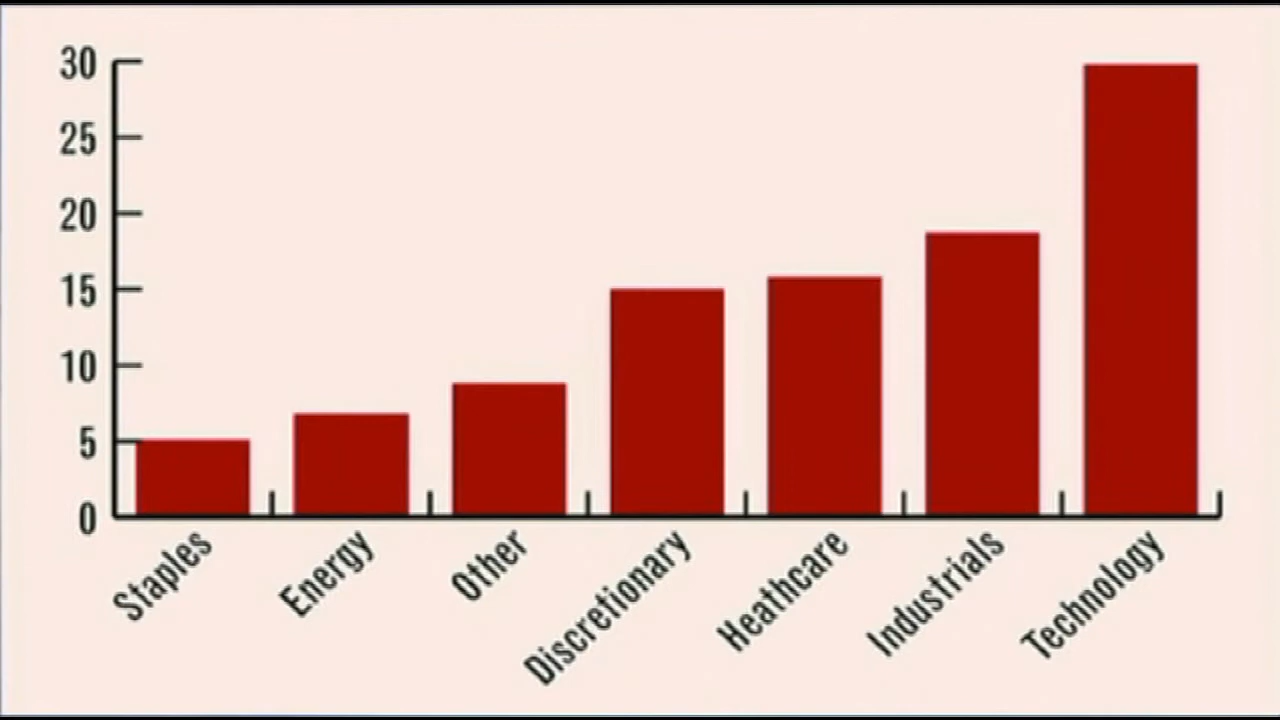 30
25
20
15
10
5
0
Staples
Energy
Other
Discretionary
Heathcare
Industrials
Technology